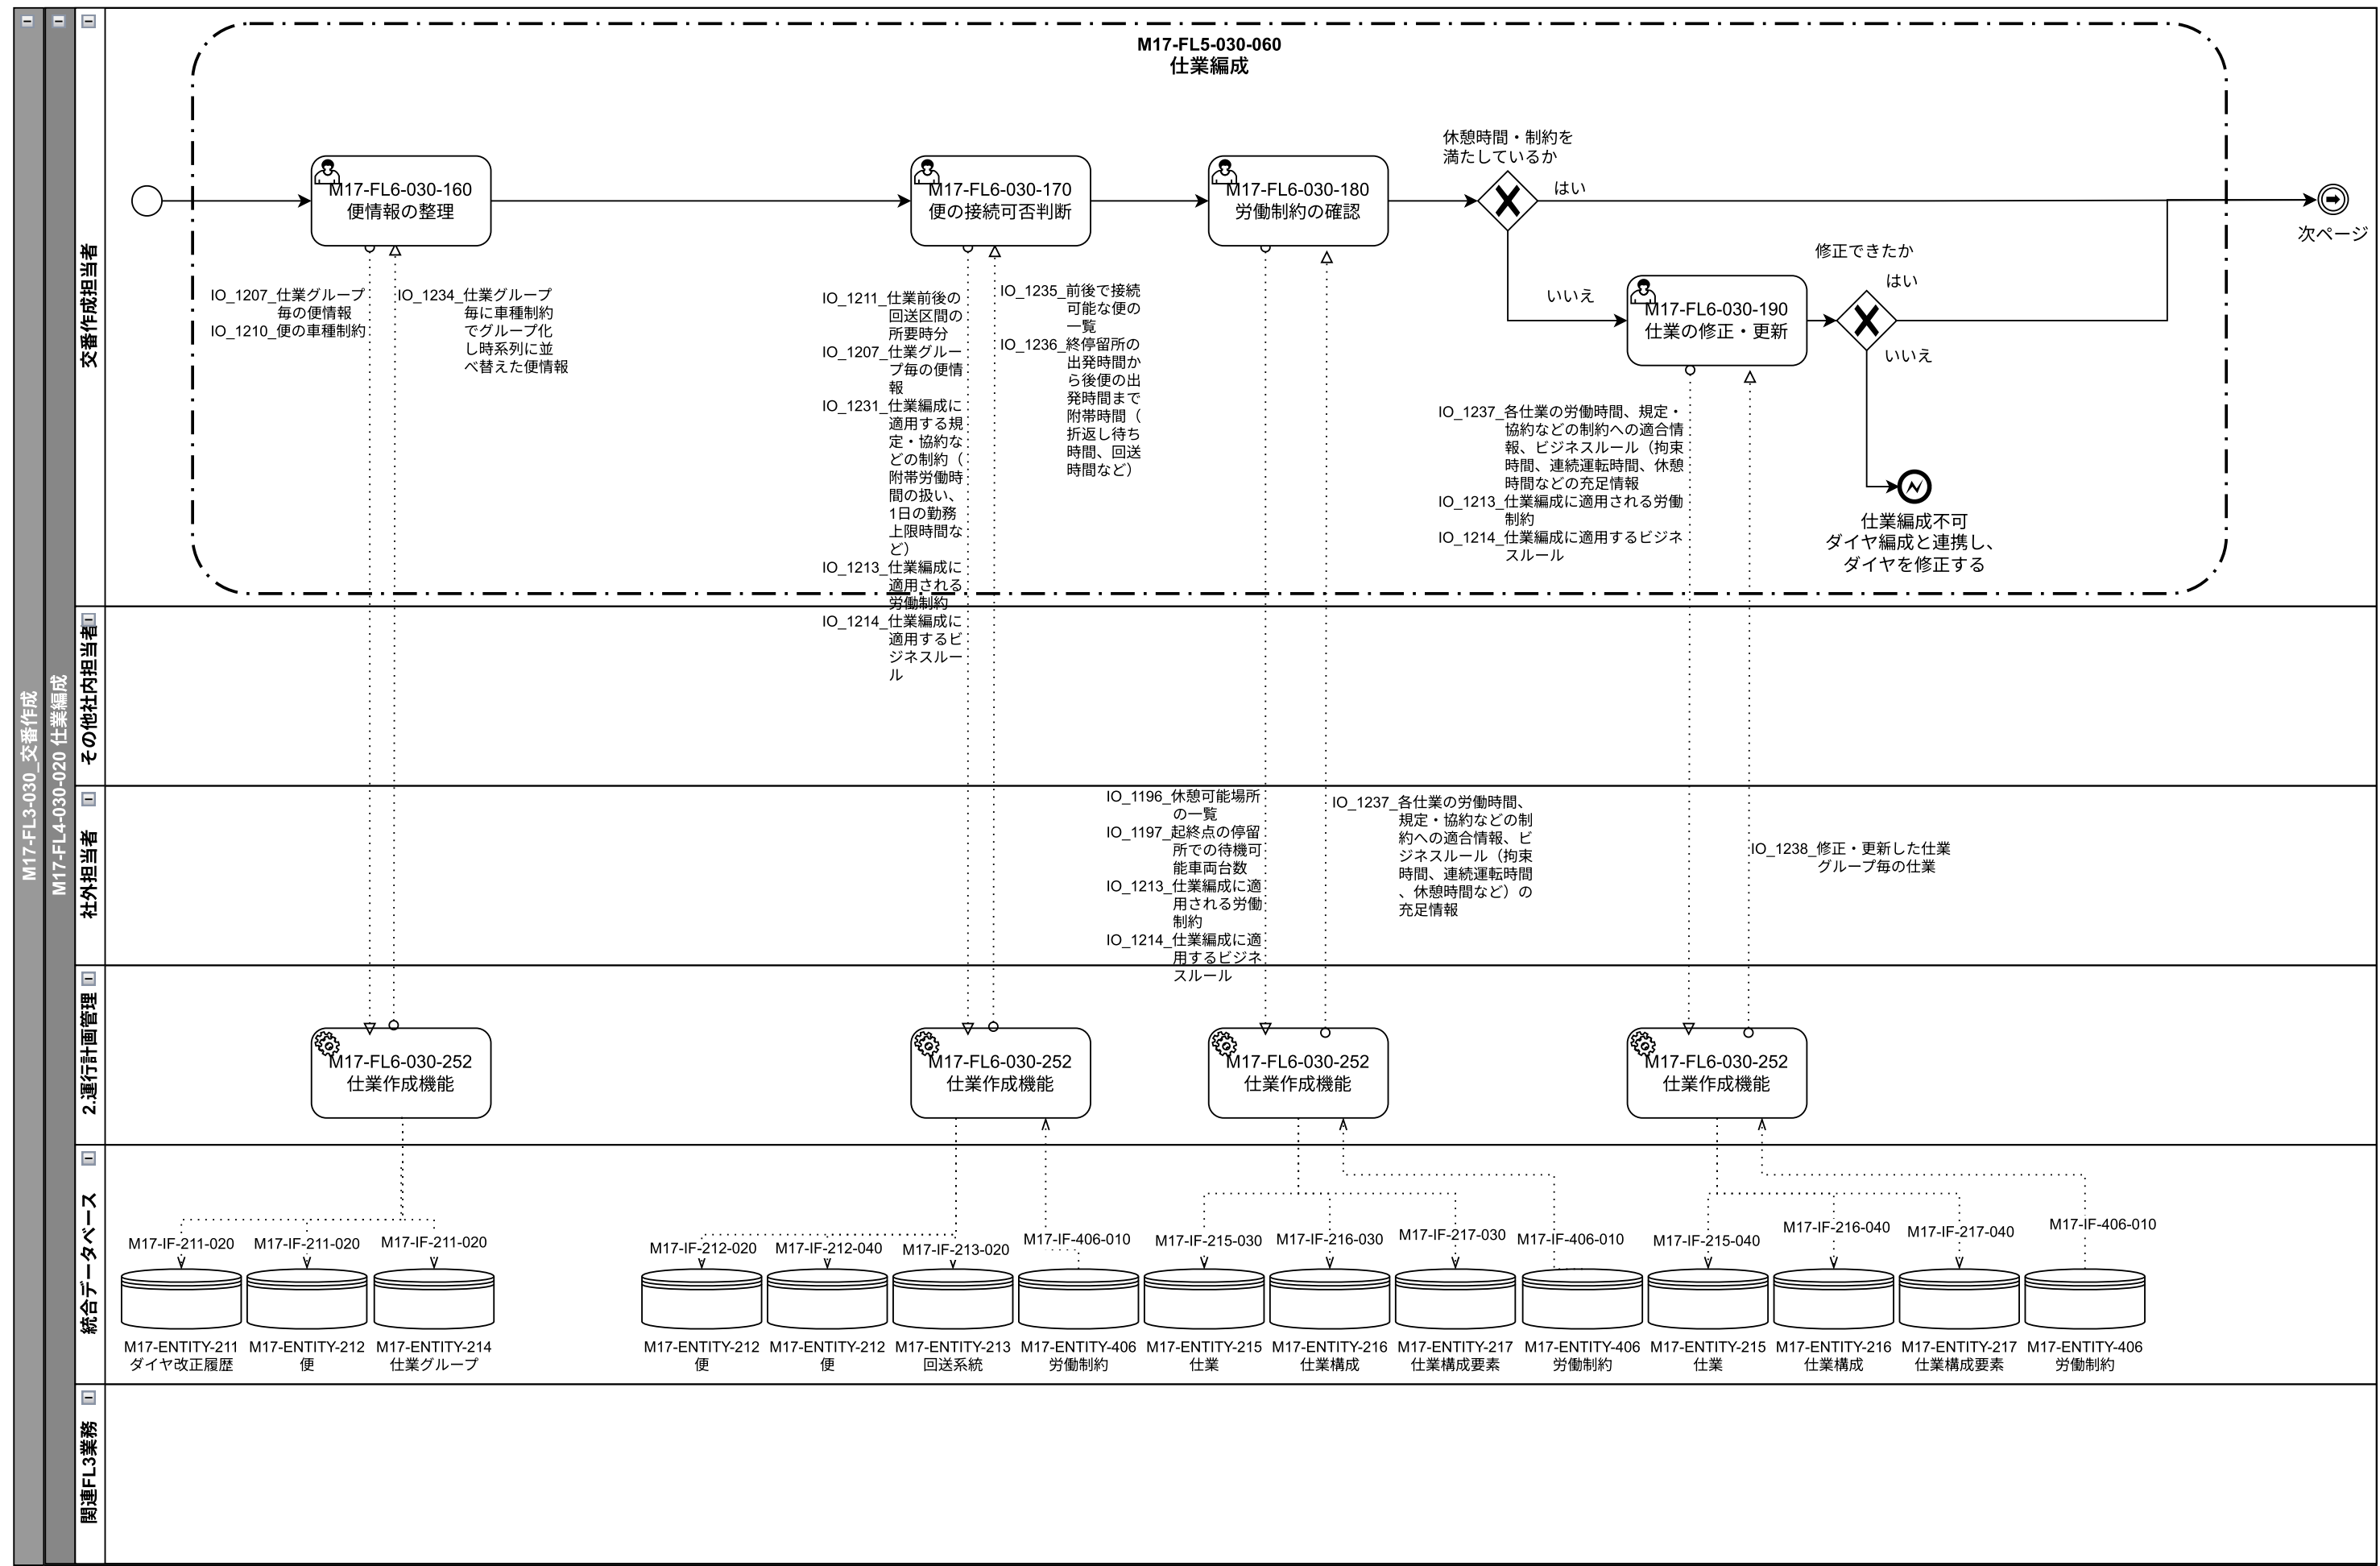 M17-FL3-030_交番作成
M17-FL4-030-020 仕業編成
交番作成担当者
M17-FL5-030-060
仕業編成
M17-FL6-030-160
便情報の整理
M17-FL6-030-170
便の接続可否判断
M17-FL6-030-180
労働制約の確認
休憩時間・制約を
満たしているか
はい
いいえ
M17-FL6-030-190
仕業の修正・更新
修正できたか
はい
いいえ
次ページ
仕業編成不可
ダイヤ編成と連携し、
ダイヤを修正する
IO_1207_仕業グループ
毎の便情報
IO_1210_便の車種制約
IO_1234_仕業グループ
毎に車種制約
でグループ化
し時系列に並
べ替えた便情報
IO_1211_仕業前後の
回送区間の
所要時分
IO_1207_仕業グルー
プ毎の便情
報
IO_1231_仕業編成に
適用する規
定・協約な
どの制約（
附帯労働時
間の扱い、
1日の勤務
上限時間な
ど）
IO_1213_仕業編成に
適用される
労働制約
IO_1214_仕業編成に
適用するビ
ジネスルー
ル
IO_1235_前後で接続
可能な便の
一覧
IO_1236_終停留所の
出発時間か
ら後便の出
発時間まで
附帯時間（
折返し待ち
時間、回送
時間など）
IO_1237_各仕業の労働時間、規定・
協約などの制約への適合情
報、ビジネスルール（拘束
時間、連続運転時間、休憩
時間などの充足情報
IO_1213_仕業編成に適用される労働
制約
IO_1214_仕業編成に適用するビジネ
スルール
その他社内担当者
社外担当者
IO_1196_休憩可能場所
の一覧
IO_1197_起終点の停留
所での待機可
能車両台数
IO_1213_仕業編成に適
用される労働
制約
IO_1214_仕業編成に適
用するビジネ
スルール
IO_1237_各仕業の労働時間、
規定・協約などの制
約への適合情報、ビ
ジネスルール（拘束
時間、連続運転時間
、休憩時間など）の
充足情報
IO_1238_修正・更新した仕業
グループ毎の仕業
2.運行計画管理
M17-FL6-030-252
仕業作成機能
M17-FL6-030-252
仕業作成機能
M17-FL6-030-252
仕業作成機能
M17-FL6-030-252
仕業作成機能
統合データベース
M17-IF-211-020
M17-IF-211-020
M17-IF-211-020
M17-IF-212-020
M17-IF-212-040
M17-IF-213-020
M17-IF-406-010
M17-IF-215-030
M17-IF-216-030
M17-IF-217-030
M17-IF-406-010
M17-IF-215-040
M17-IF-216-040
M17-IF-217-040
M17-IF-406-010
M17-ENTITY-211
ダイヤ改正履歴
M17-ENTITY-212
便
M17-ENTITY-214
仕業グループ
M17-ENTITY-212
便
M17-ENTITY-212
便
M17-ENTITY-213
回送系統
M17-ENTITY-406
労働制約
M17-ENTITY-215
仕業
M17-ENTITY-216
仕業構成
M17-ENTITY-217
仕業構成要素
M17-ENTITY-406
労働制約
M17-ENTITY-215
仕業
M17-ENTITY-216
仕業構成
M17-ENTITY-217
仕業構成要素
M17-ENTITY-406
労働制約
関連FL3業務